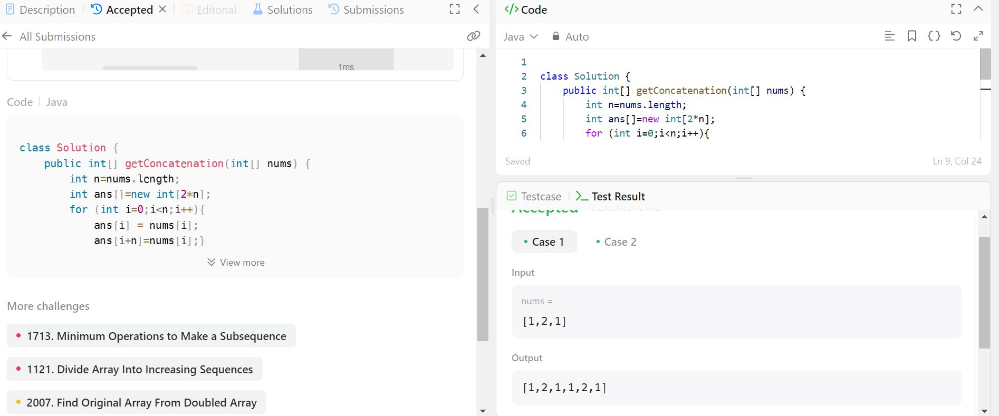 Description
Accepted
Editorial
Solutions
Submissions
All Submissions
1ms
Code
Java
class Solution {
public int[] getConcatenation(int[] nums) {
int n=nums.length;
int ans[]=new int[2*n];
for (int i=0;i<n;i++){
ans[i] = nums[i];
ans[i+n]=nums[i];}
View more
More challenges
1713. Minimum Operations to Make a Subsequence
1121. Divide Array Into Increasing Sequences
2007. Find Original Array From Doubled Array
</> Code
Java
Auto
1
2 class Solution {
3 public int[] getConcatenation(int[] nums) {
4 int n=nums.length;
5 int ans[]=new int[2*n];
6 for (int i=0;i<n;i++){
Saved
Ln 9, Col 24
Testcase
Test Result
Accepted
Case 1
Case 2
Input
nums =
[1,2,1]
Output
[1,2,1,1,2,1]